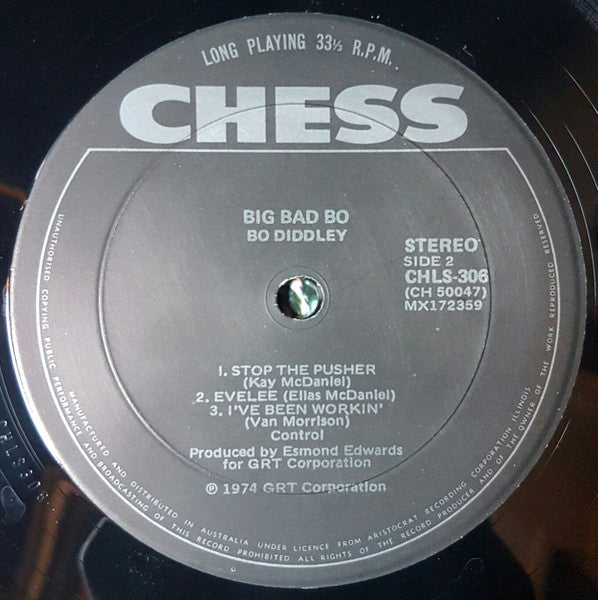 LONG PLAYING 33⅓ R.P.M.
CHESS
BIG BAD BO
BO DIDDLEY
STEREO
SIDE 2
CHLS-306
(CH 50047)
MX172359
1. STOP THE PUSHER
(Kay McDaniel)
2. EVELEE (Ellas McDaniel)
3. I'VE BEEN WORKIN'
(Van Morrison)
Control
Produced by Esmond Edwards
for GRT Corporation
℗ 1974 GRT Corporation
UNAUTHORISED COPYING PUBLIC PERFORMANCE AND BROADCASTING OF THIS RECORD PROHIBITED ALL RIGHTS OF THE RECORD PRODUCER AND OF THE OWNER OF THE WORK REPRODUCED RESERVED
MANUFACTURED AND DISTRIBUTED IN AUSTRALIA UNDER LICENCE FROM ARISTOCRAT RECORDING CORPORATION ILLINOIS
CHLS306